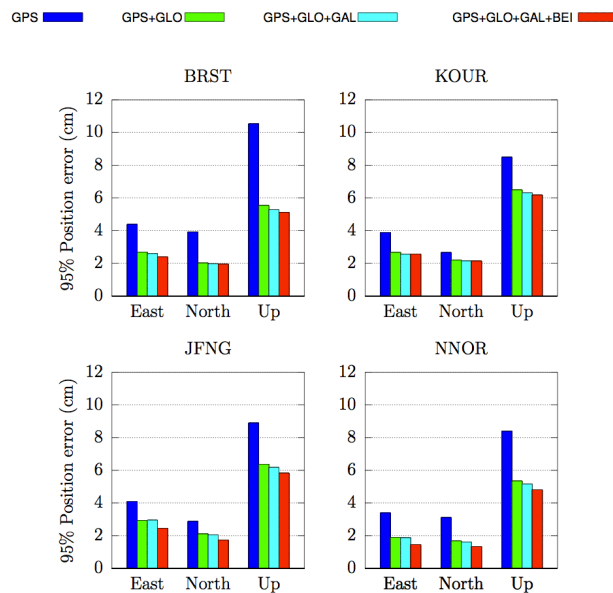 GPS GPS+GLO GPS+GLO+GAL GPS+GLO+GAL+BEI
BRST
95% Position error (cm)
12
10
8
6
4
2
0
East North Up
KOUR
12
10
8
6
4
2
0
East North Up
JFNG
95% Position error (cm)
12
10
8
6
4
2
0
East North Up
NNOR
12
10
8
6
4
2
0
East North Up